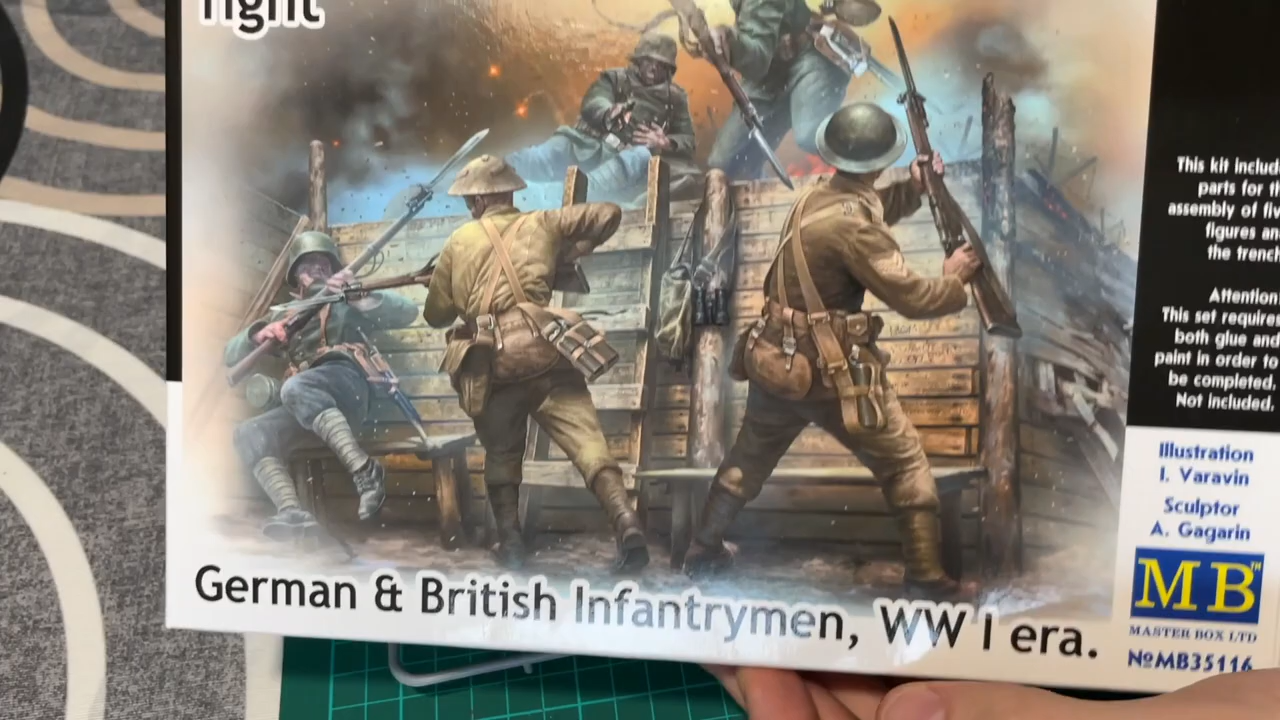 fight
This kit includ
parts for th
assembly of fiv
figures an
the trench
Attention
This set requires
both glue and
paint in order to
be completed.
Not included.
Illustration
I. Varavin
Sculptor
A. Gagarin
MB™
MASTER BOX LTD
NoMB35116
German & British Infantrymen, WW I era.